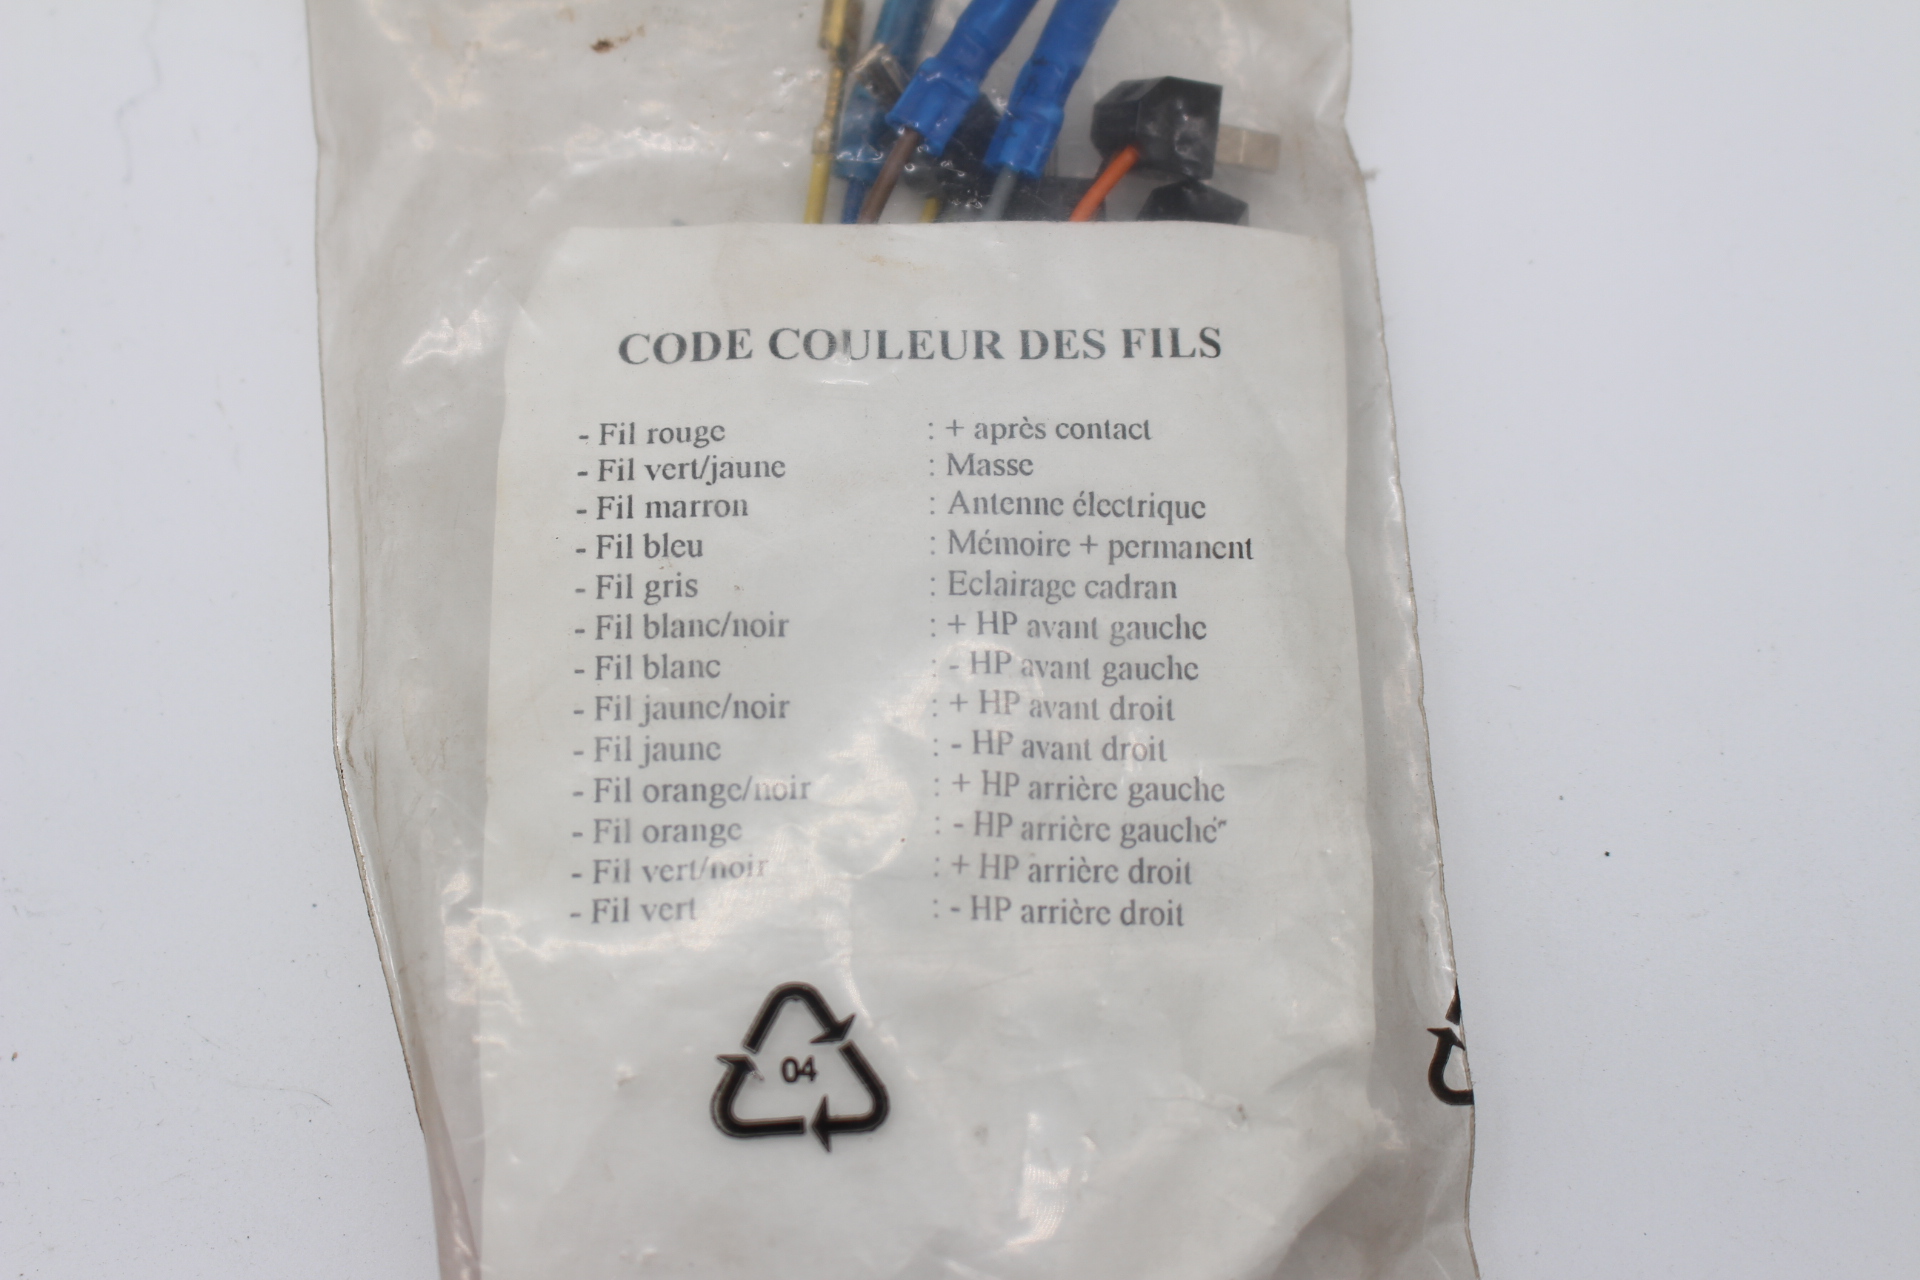 CODE COULEUR DES FILS
- Fil rouge : + après contact
- Fil vert/jaune : Masse
- Fil marron : Antenne électrique
- Fil bleu : Mémoire + permanent
- Fil gris : Eclairage cadran
- Fil blanc/noir : + HP avant gauche
- Fil blanc : - HP avant gauche
- Fil jaune/noir : + HP avant droit
- Fil jaune : - HP avant droit
- Fil orange/noir : + HP arrière gauche
- Fil orange : - HP arrière gauche
- Fil vert/noir : + HP arrière droit
- Fil vert : - HP arrière droit
04